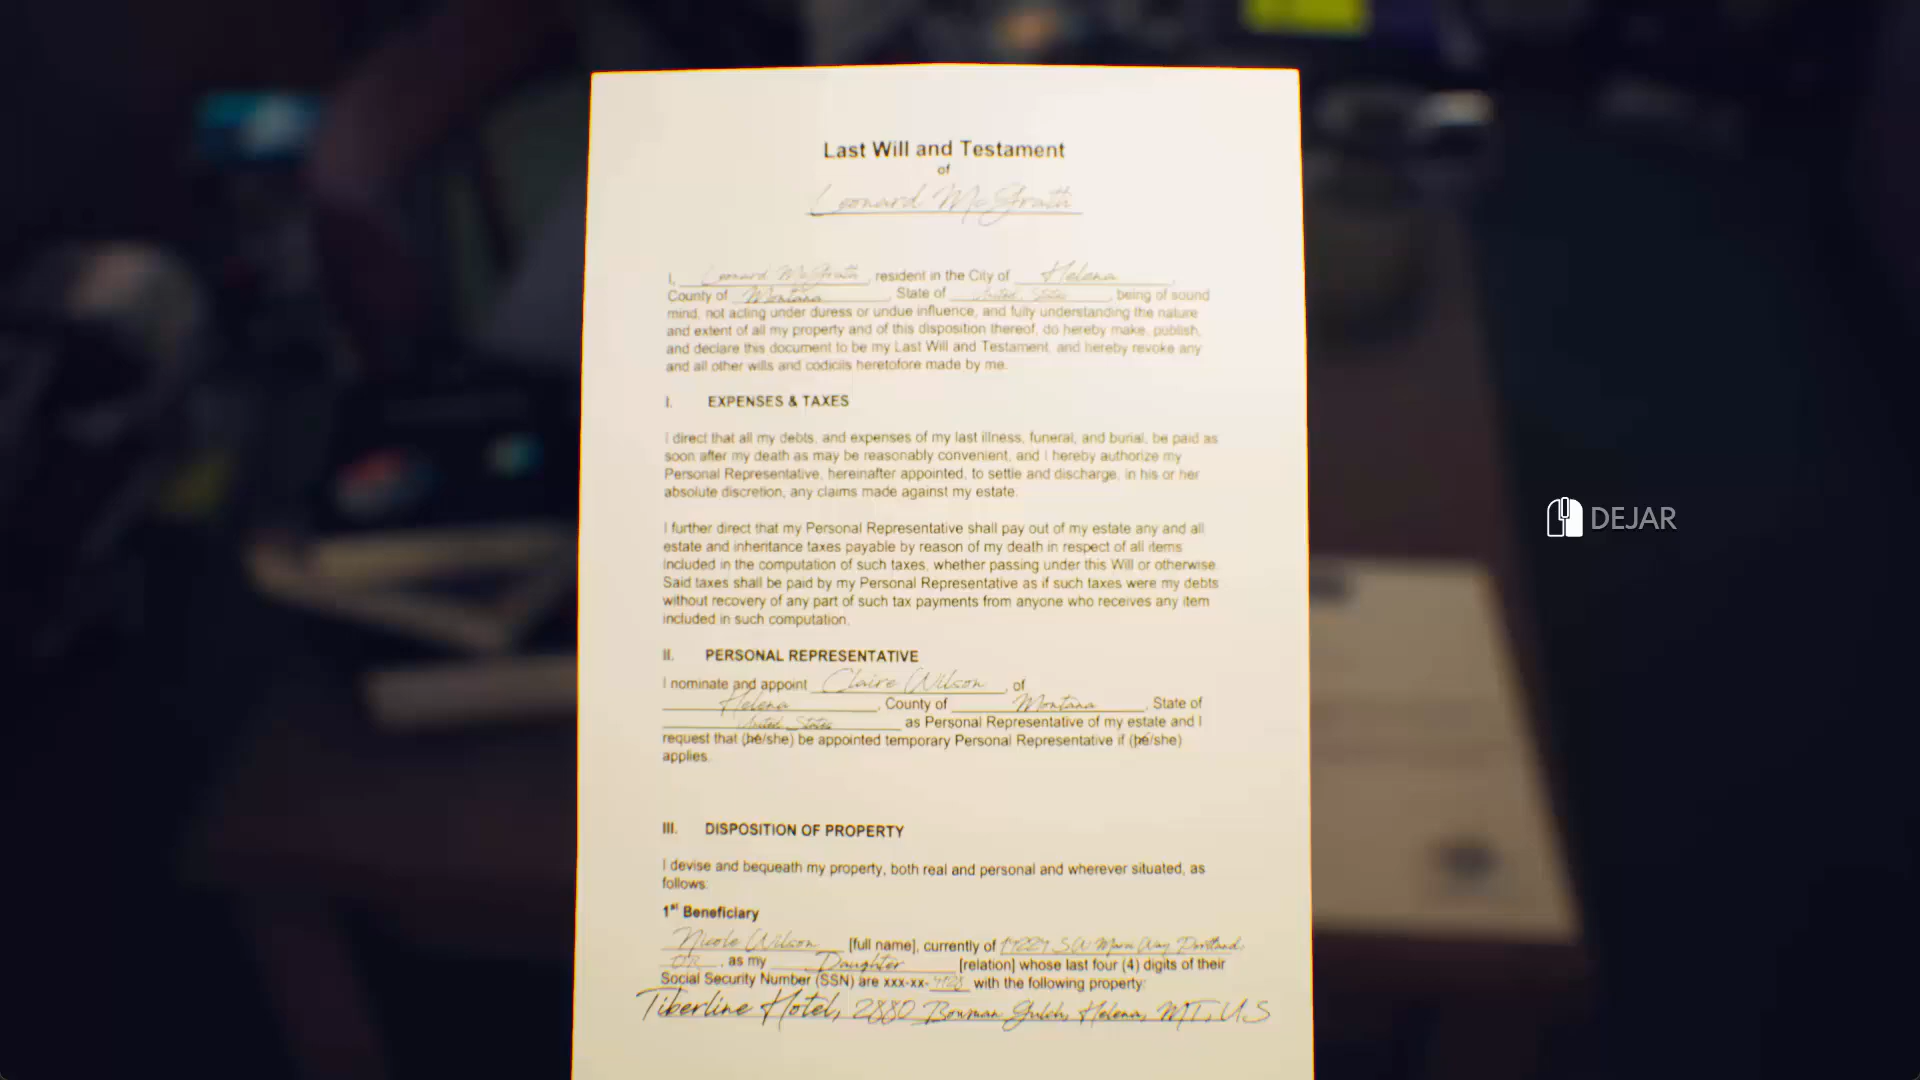 Last Will and Testament
of
Leonard McGrath
I, Leonard McGrath, resident in the City of Helena,
County of Montana, State of United States, being of sound
mind, not acting under duress or undue influence, and fully understanding the nature
and extent of all my property and of this disposition thereof, do hereby make, publish,
and declare this document to be my Last Will and Testament, and hereby revoke any
and all other wills and codicils heretofore made by me.
I. EXPENSES & TAXES
I direct that all my debts, and expenses of my last illness, funeral, and burial, be paid as
soon after my death as may be reasonably convenient, and I hereby authorize my
Personal Representative, hereinafter appointed, to settle and discharge, in his or her
absolute discretion, any claims made against my estate.
I further direct that my Personal Representative shall pay out of my estate any and all
estate and inheritance taxes payable by reason of my death in respect of all items
included in the computation of such taxes, whether passing under this Will or otherwise.
Said taxes shall be paid by my Personal Representative as if such taxes were my debts
without recovery of any part of such tax payments from anyone who receives any item
included in such computation.
II. PERSONAL REPRESENTATIVE
I nominate and appoint Claire Wilson, of
Helena, County of Montana, State of
United States as Personal Representative of my estate and I
request that (he/she) be appointed temporary Personal Representative if (he/she)
applies.
DEJAR
III. DISPOSITION OF PROPERTY
I devise and bequeath my property, both real and personal and wherever situated, as
follows:
1st Beneficiary
Nicole Wilson [full name], currently of SW Mara Way Portland,
OR, as my Daughter [relation] whose last four (4) digits of their
Social Security Number (SSN) are xxx-xx- with the following property:
Tiberline Hotel, 2880 Bowman Gulch, Helena, MT, US